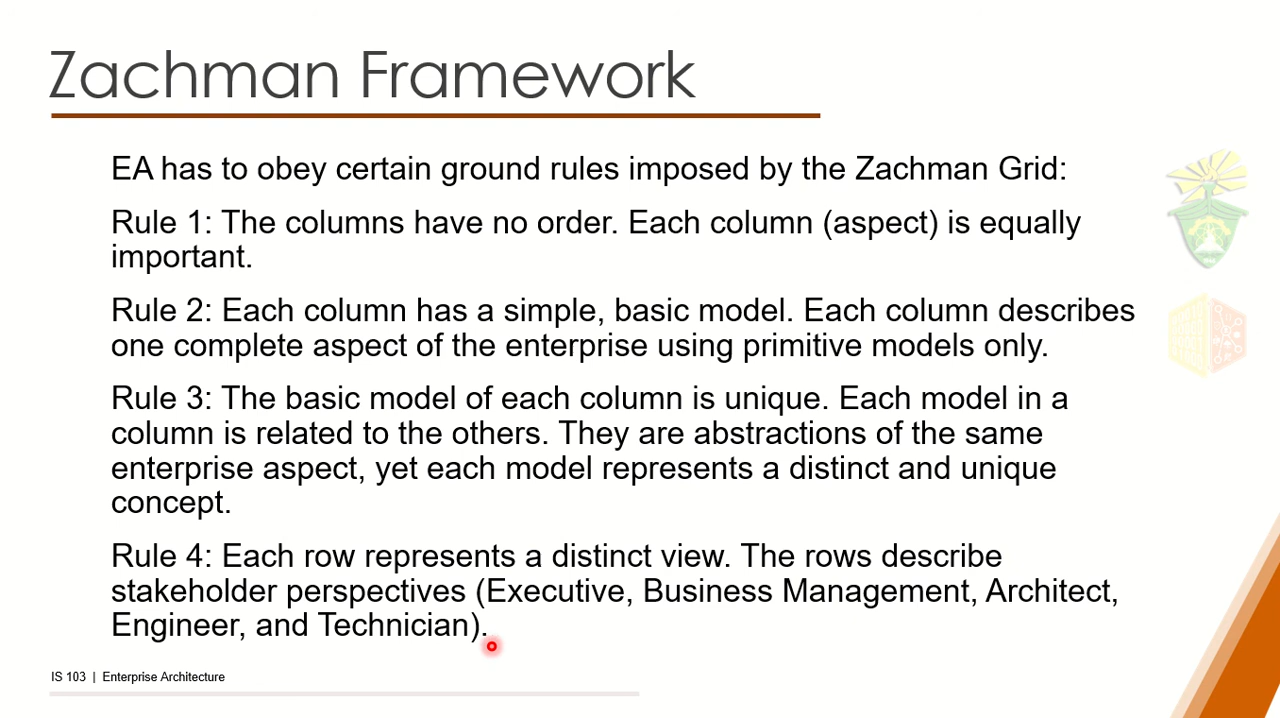 Zachman Framework
EA has to obey certain ground rules imposed by the Zachman Grid:
Rule 1: The columns have no order. Each column (aspect) is equally
important.
Rule 2: Each column has a simple, basic model. Each column describes
one complete aspect of the enterprise using primitive models only.
Rule 3: The basic model of each column is unique. Each model in a
column is related to the others. They are abstractions of the same
enterprise aspect, yet each model represents a distinct and unique
concept.
Rule 4: Each row represents a distinct view. The rows describe
stakeholder perspectives (Executive, Business Management, Architect,
Engineer, and Technician).
IS 103 | Enterprise Architecture